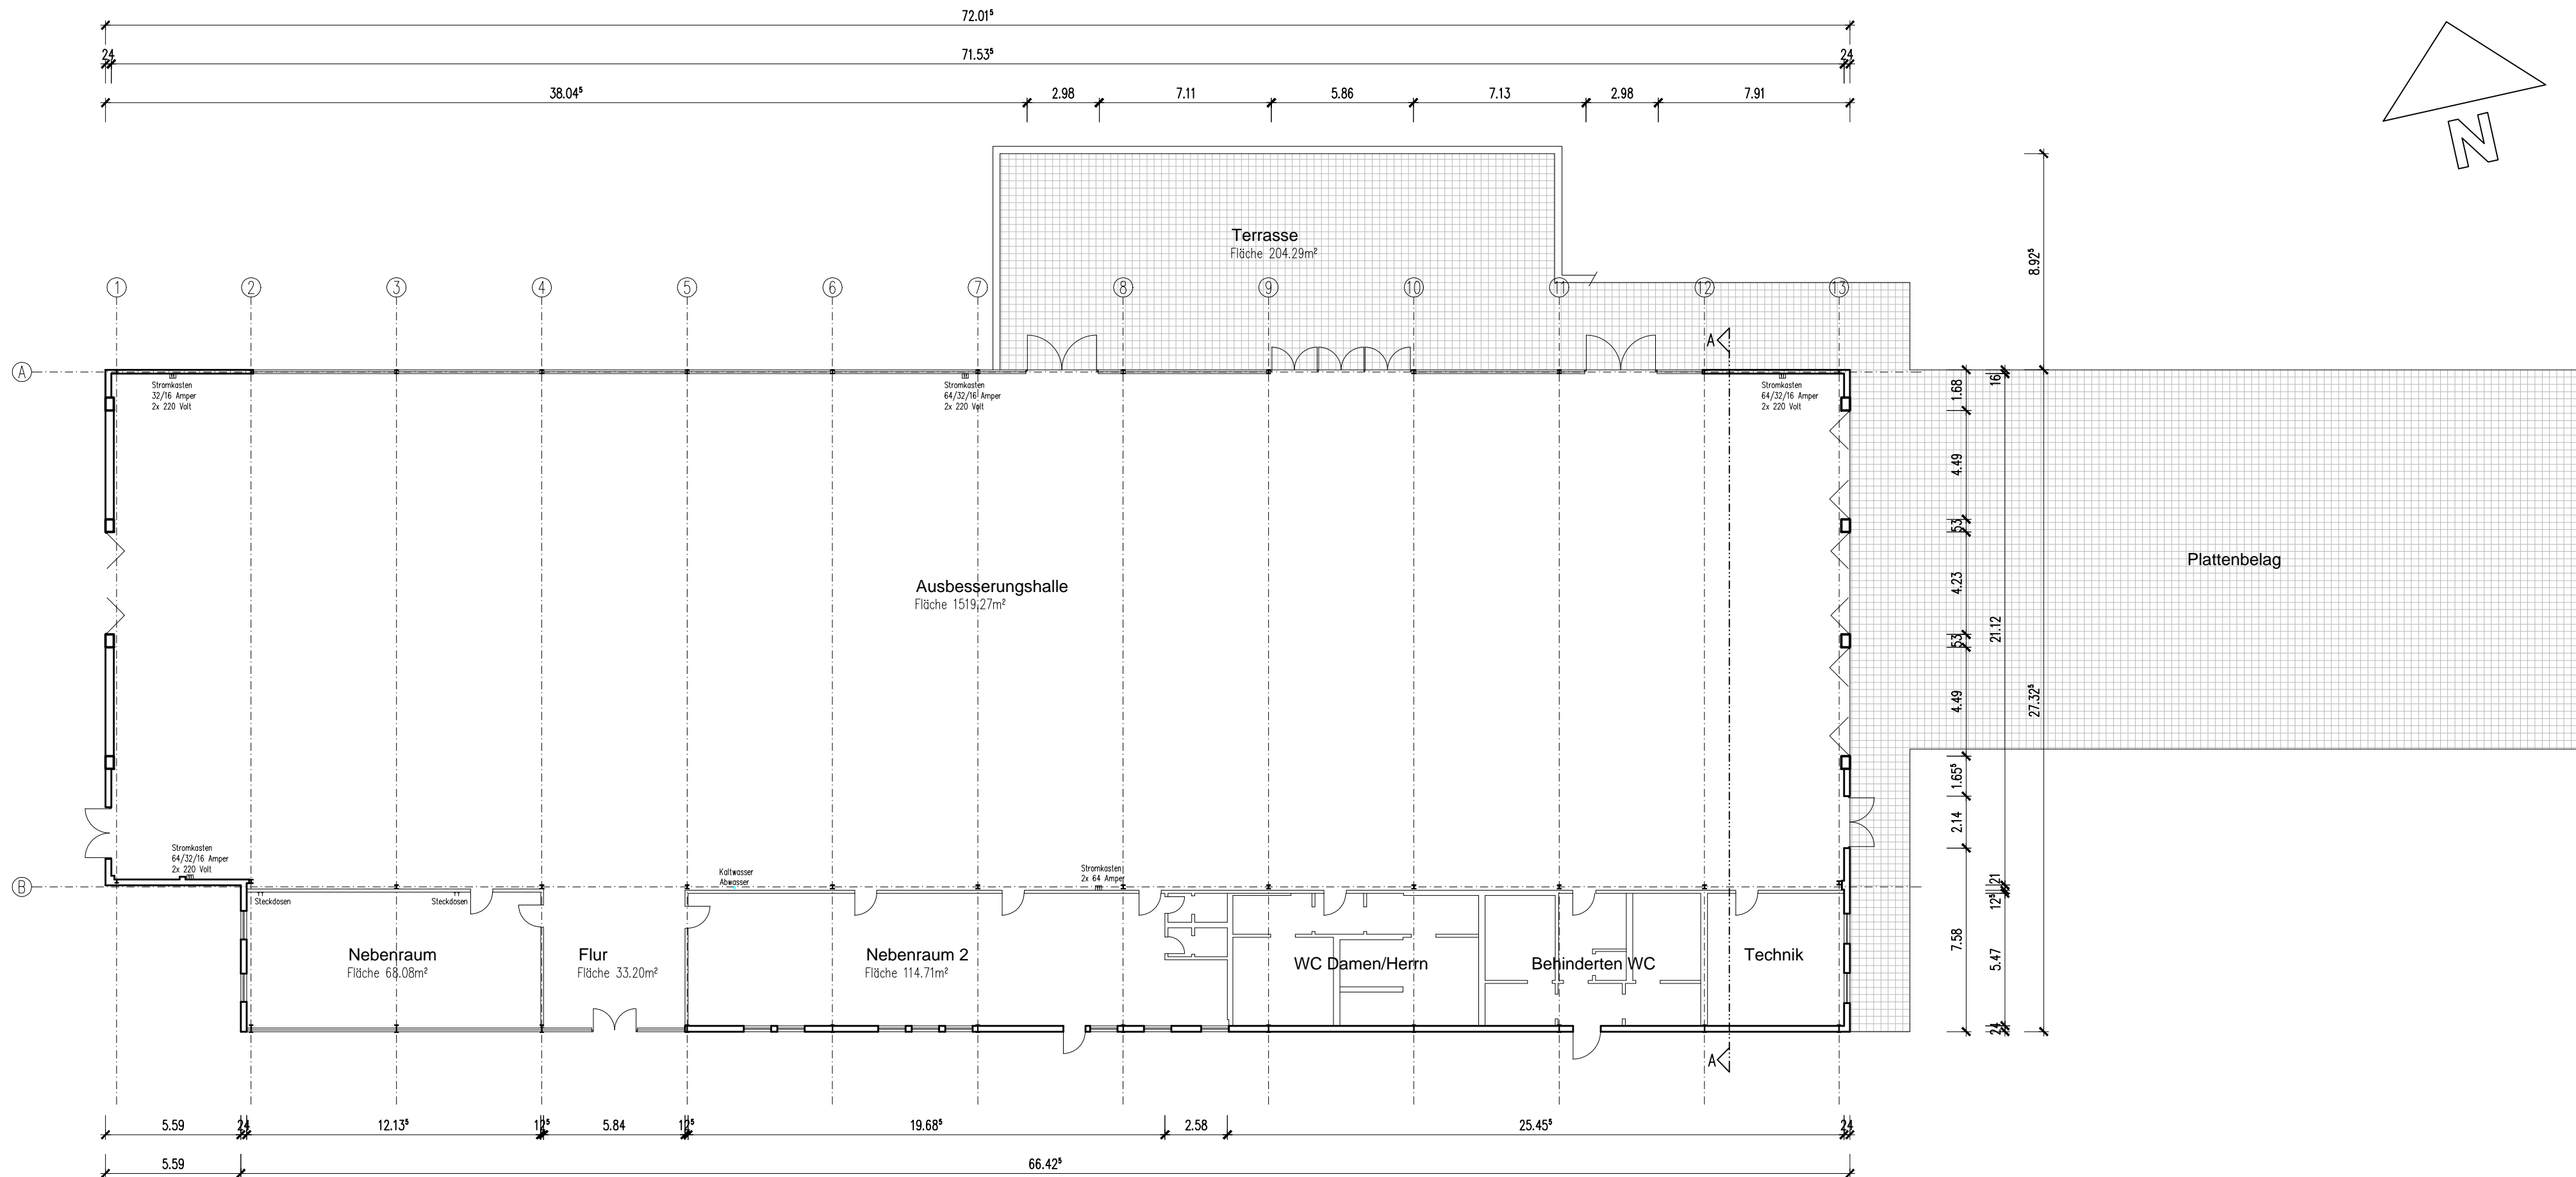 72.01⁵
24 71.53⁵ 24
38.04⁵ 2.98 7.11 5.86 7.13 2.98 7.91
N
Terrasse
Fläche 204.29m²
8.92⁵
1 2 3 4 5 6 7 8 9 10 11 12 13
A
A
Stromkasten
32/16 Amper
2x 220 Volt
Stromkasten
64/32/16 Amper
2x 220 Volt
Stromkasten
64/32/16 Amper
2x 220 Volt
1.68
16
4.49
53
4.23
53
4.49
1.65⁵
2.14
7.58
21.12
21
12⁵
5.47
24
27.32⁵
Plattenbelag
Ausbesserungshalle
Fläche 1519.27m²
Stromkasten
64/32/16 Amper
2x 220 Volt
Kaltwasser
Abwasser
Stromkasten
2x 64 Amper
B
Steckdosen
Steckdosen
Nebenraum
Fläche 68.08m²
Flur
Fläche 33.20m²
Nebenraum 2
Fläche 114.71m²
WC Damen/Herrn
Behinderten WC
Technik
A
5.59 24 12.13⁵ 12⁵ 5.84 12⁵ 19.68⁵ 2.58 25.45⁵ 24
5.59 66.42⁵